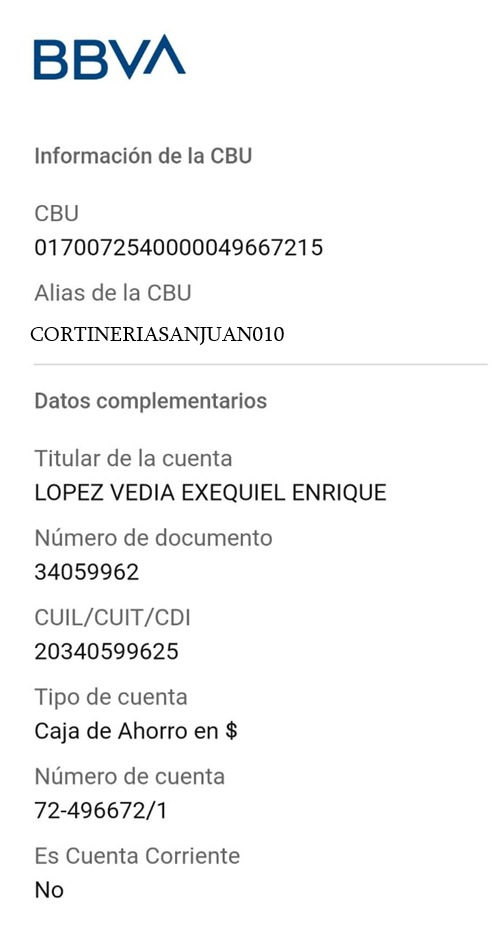 BBVA
Información de la CBU
CBU
0170072540000049667215
Alias de la CBU
CORTINERIASANJUAN010
Datos complementarios
Titular de la cuenta
LOPEZ VEDIA EXEQUIEL ENRIQUE
Número de documento
34059962
CUIL/CUIT/CDI
20340599625
Tipo de cuenta
Caja de Ahorro en $
Número de cuenta
72-496672/1
Es Cuenta Corriente
No